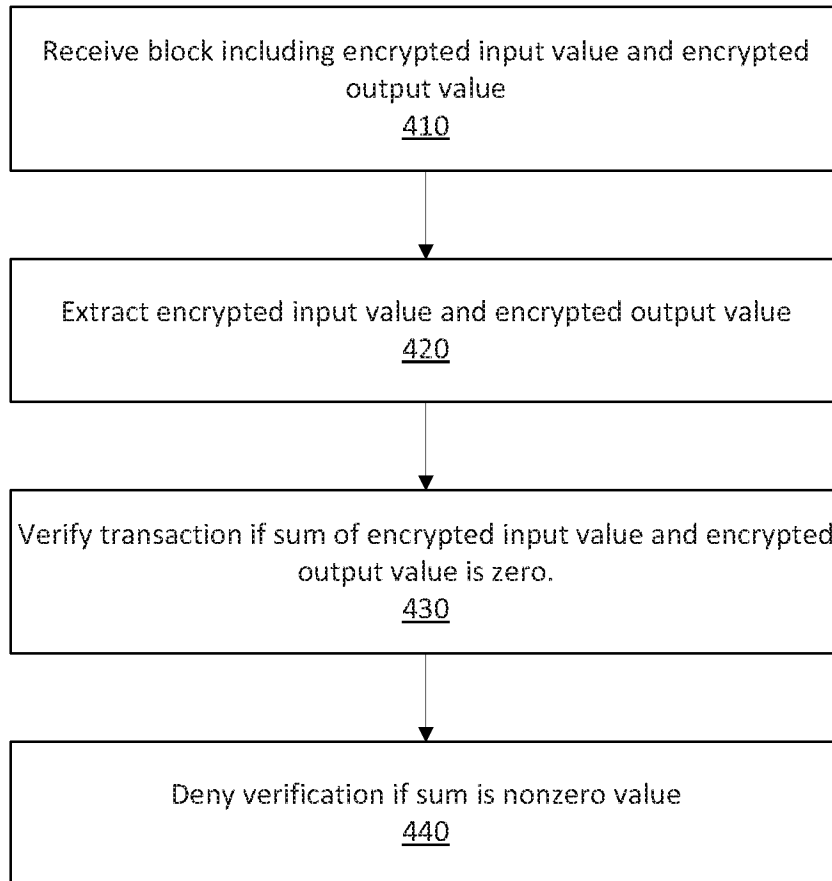 Receive block including encrypted input value and encrypted
output value
410
Extract encrypted input value and encrypted output value
420
Verify transaction if sum of encrypted input value and encrypted
output value is zero.
430
Deny verification if sum is nonzero value
440